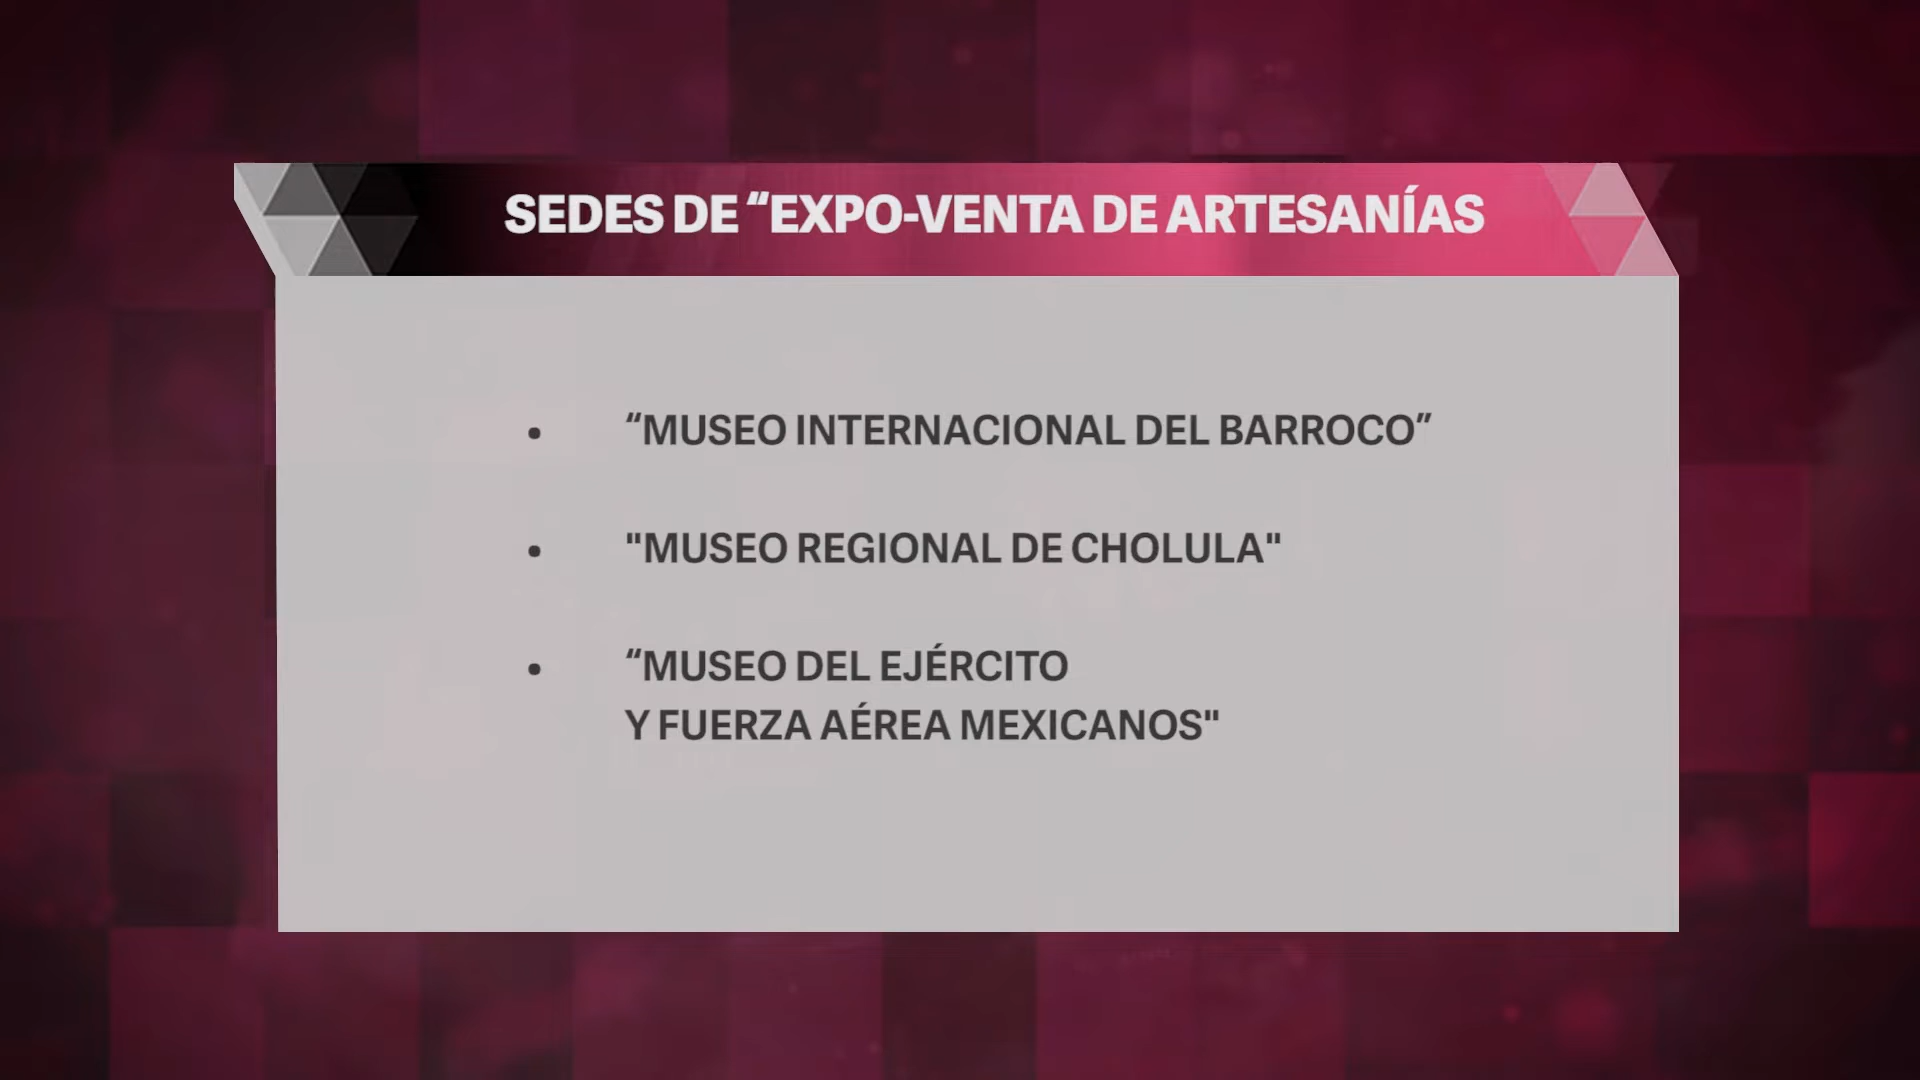 SEDES DE “EXPO-VENTA DE ARTESANÍAS
• “MUSEO INTERNACIONAL DEL BARROCO”
• "MUSEO REGIONAL DE CHOLULA"
• “MUSEO DEL EJÉRCITO
Y FUERZA AÉREA MEXICANOS"